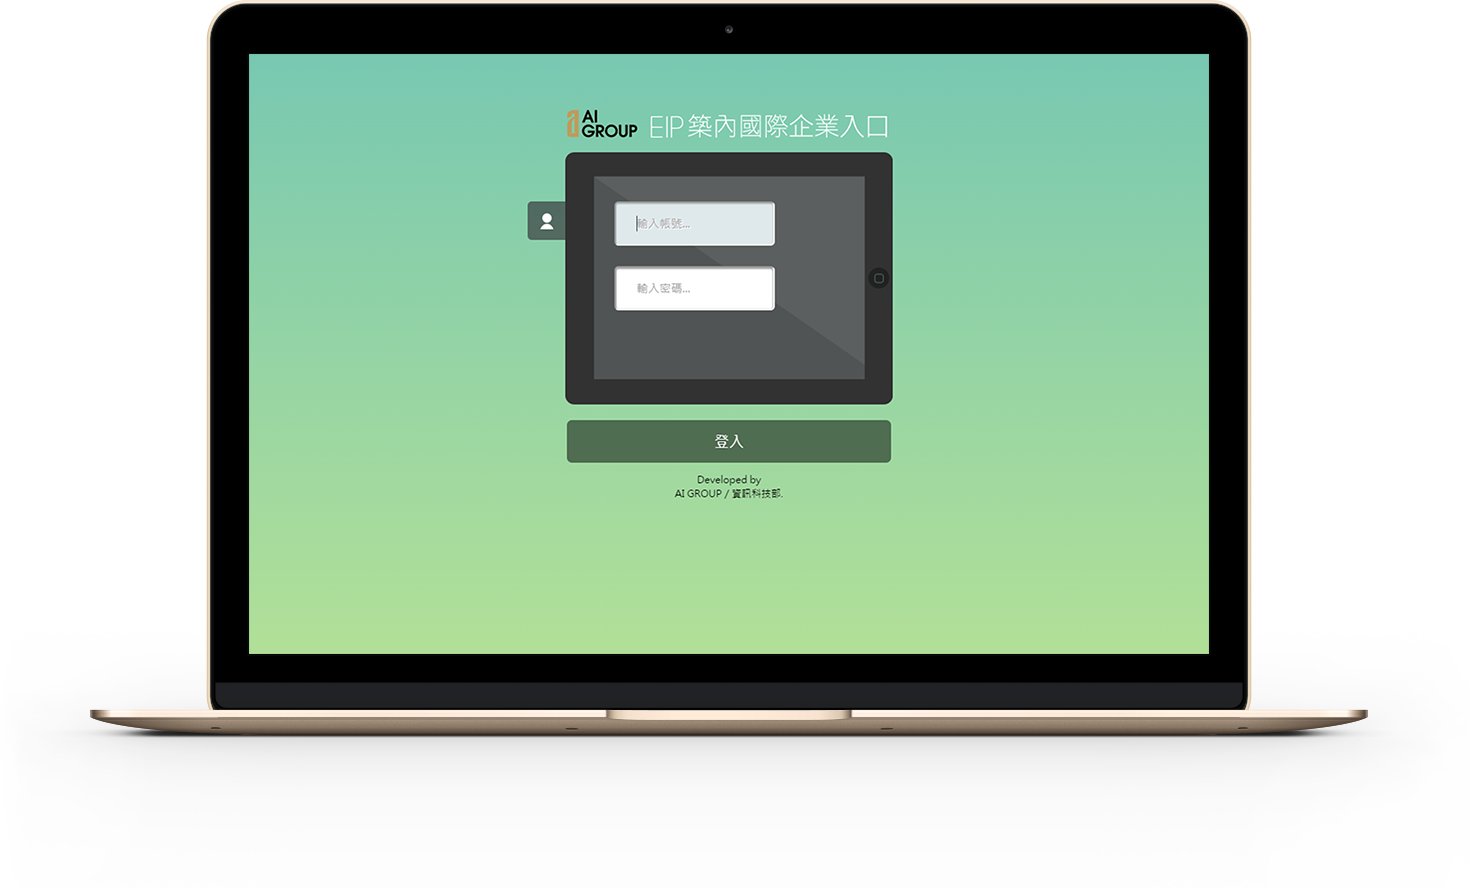 AI
GROUP
EIP 築內國際企業入口
輸入帳號...
輸入密碼...
登入
Developed by
AI GROUP / 資訊科技部.